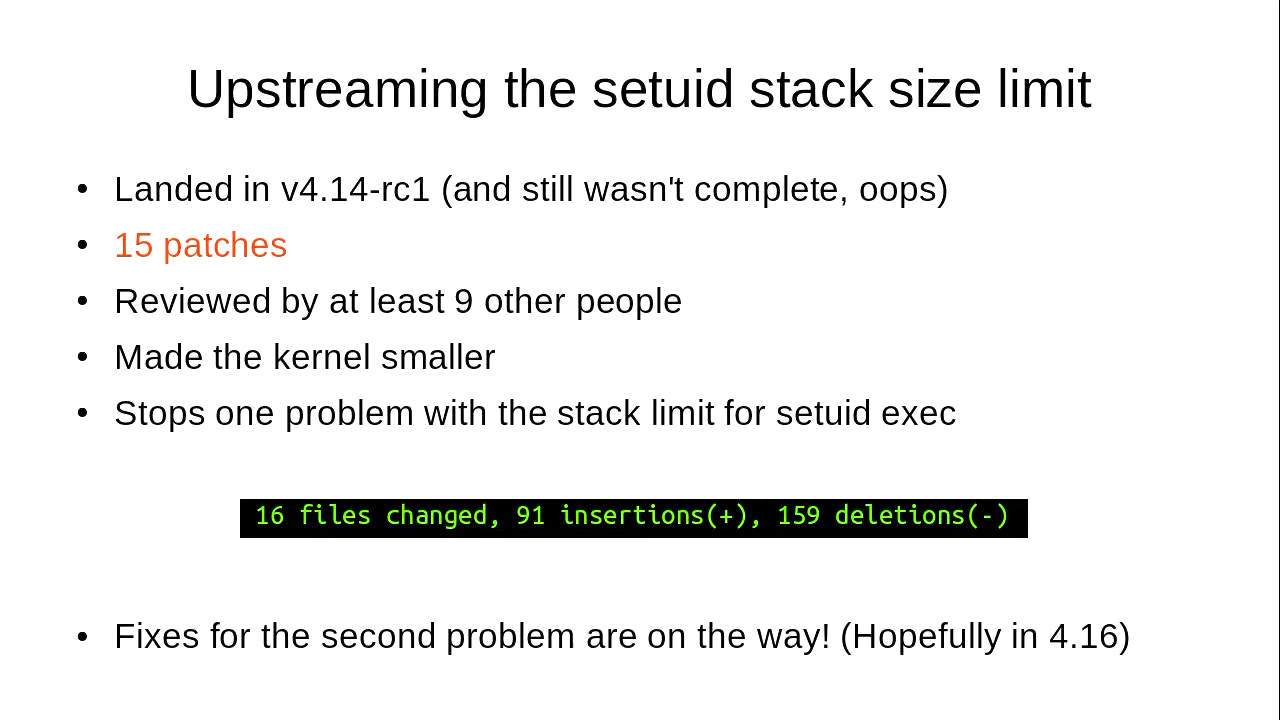 Upstreaming the setuid stack size limit
• Landed in v4.14-rc1 (and still wasn't complete, oops)
• 15 patches
• Reviewed by at least 9 other people
• Made the kernel smaller
• Stops one problem with the stack limit for setuid exec
16 files changed, 91 insertions(+), 159 deletions(-)
• Fixes for the second problem are on the way! (Hopefully in 4.16)